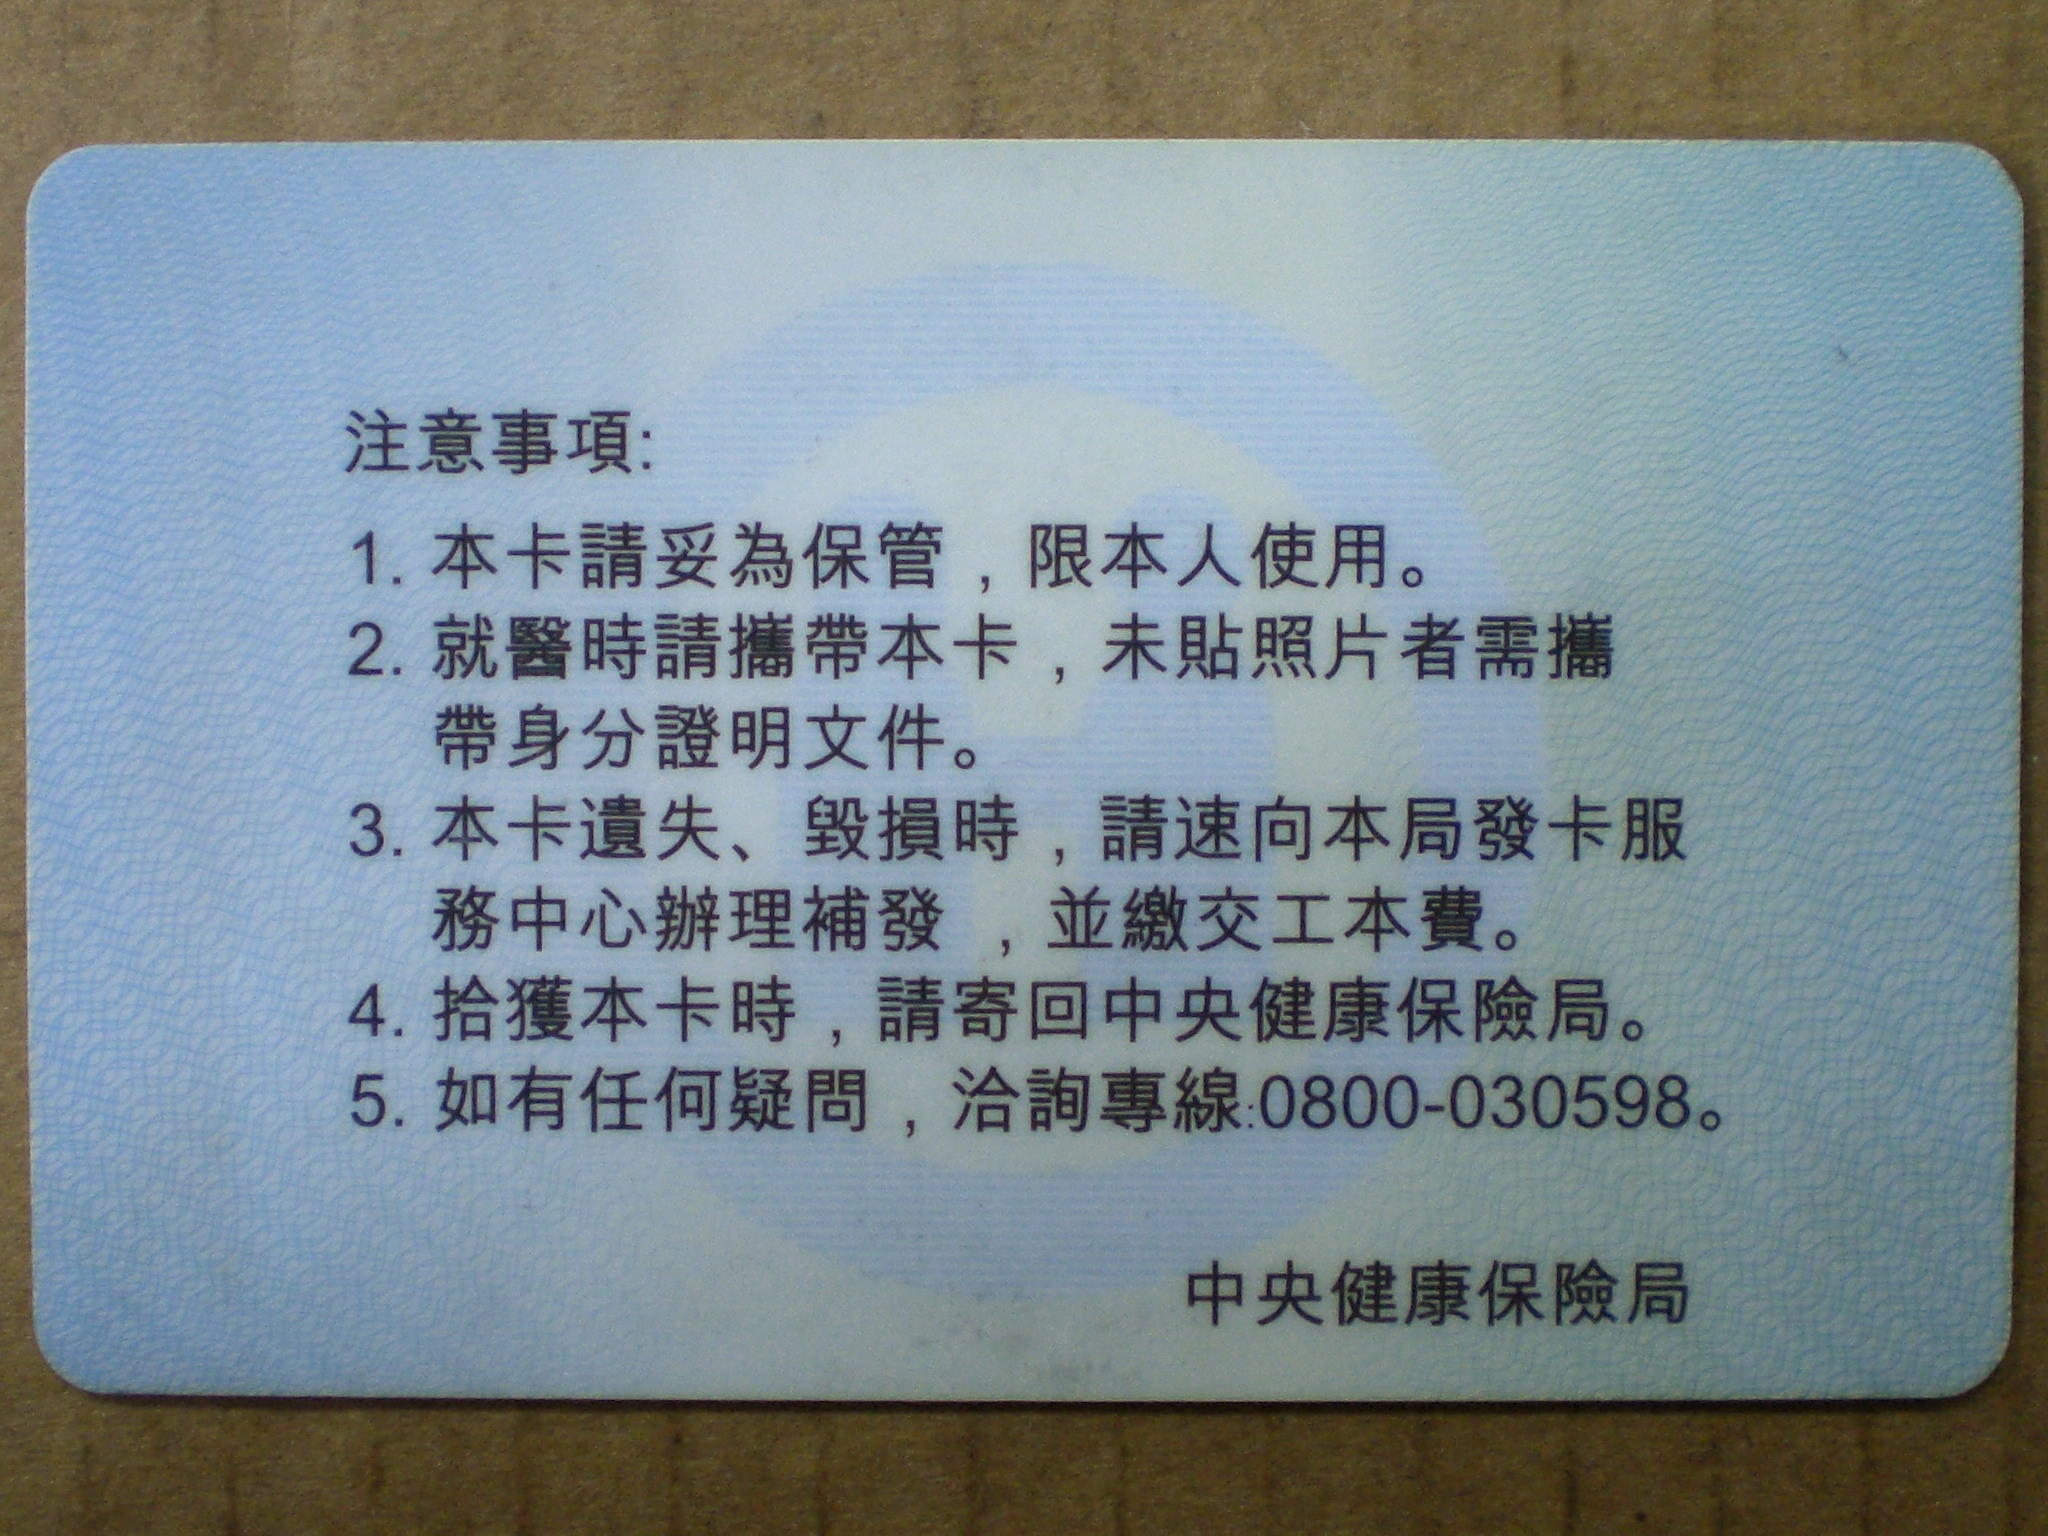 注意事項:
1. 本卡請妥為保管，限本人使用。
2. 就醫時請攜帶本卡，未貼照片者需攜
帶身分證明文件。
3. 本卡遺失、毀損時，請速向本局發卡服
務中心辦理補發，並繳交工本費。
4. 拾獲本卡時，請寄回中央健康保險局。
5. 如有任何疑問，洽詢專線:0800-030598。
中央健康保險局